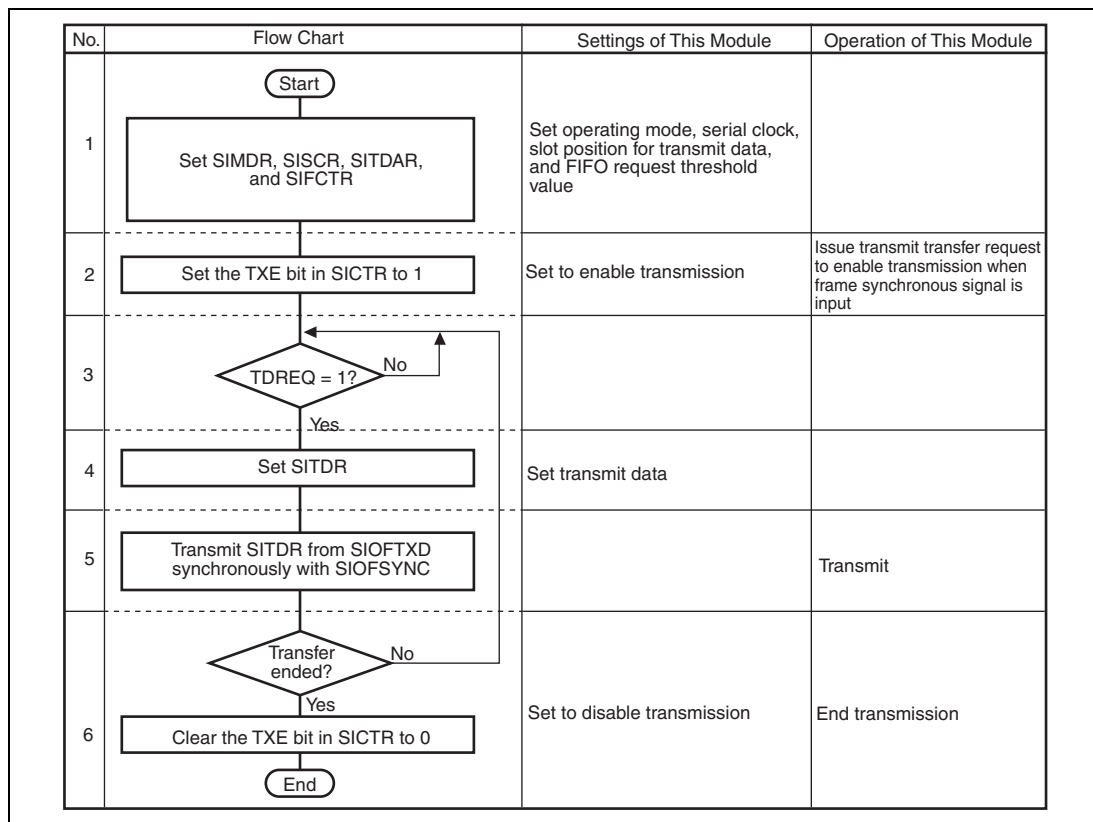 No.
Flow Chart
Settings of This Module
Operation of This Module
Start
1
Set SIMDR, SISCR, SITDAR,
and SIFCTR
Set operating mode, serial clock,
slot position for transmit data,
and FIFO request threshold
value
2
Set the TXE bit in SICTR to 1
Set to enable transmission
Issue transmit transfer request
to enable transmission when
frame synchronous signal is
input
3
TDREQ = 1?
No
Yes
4
Set SITDR
Set transmit data
5
Transmit SITDR from SIOFTXD
synchronously with SIOFSYNC
Transmit
Transfer
ended?
No
Yes
6
Clear the TXE bit in SICTR to 0
Set to disable transmission
End transmission
End